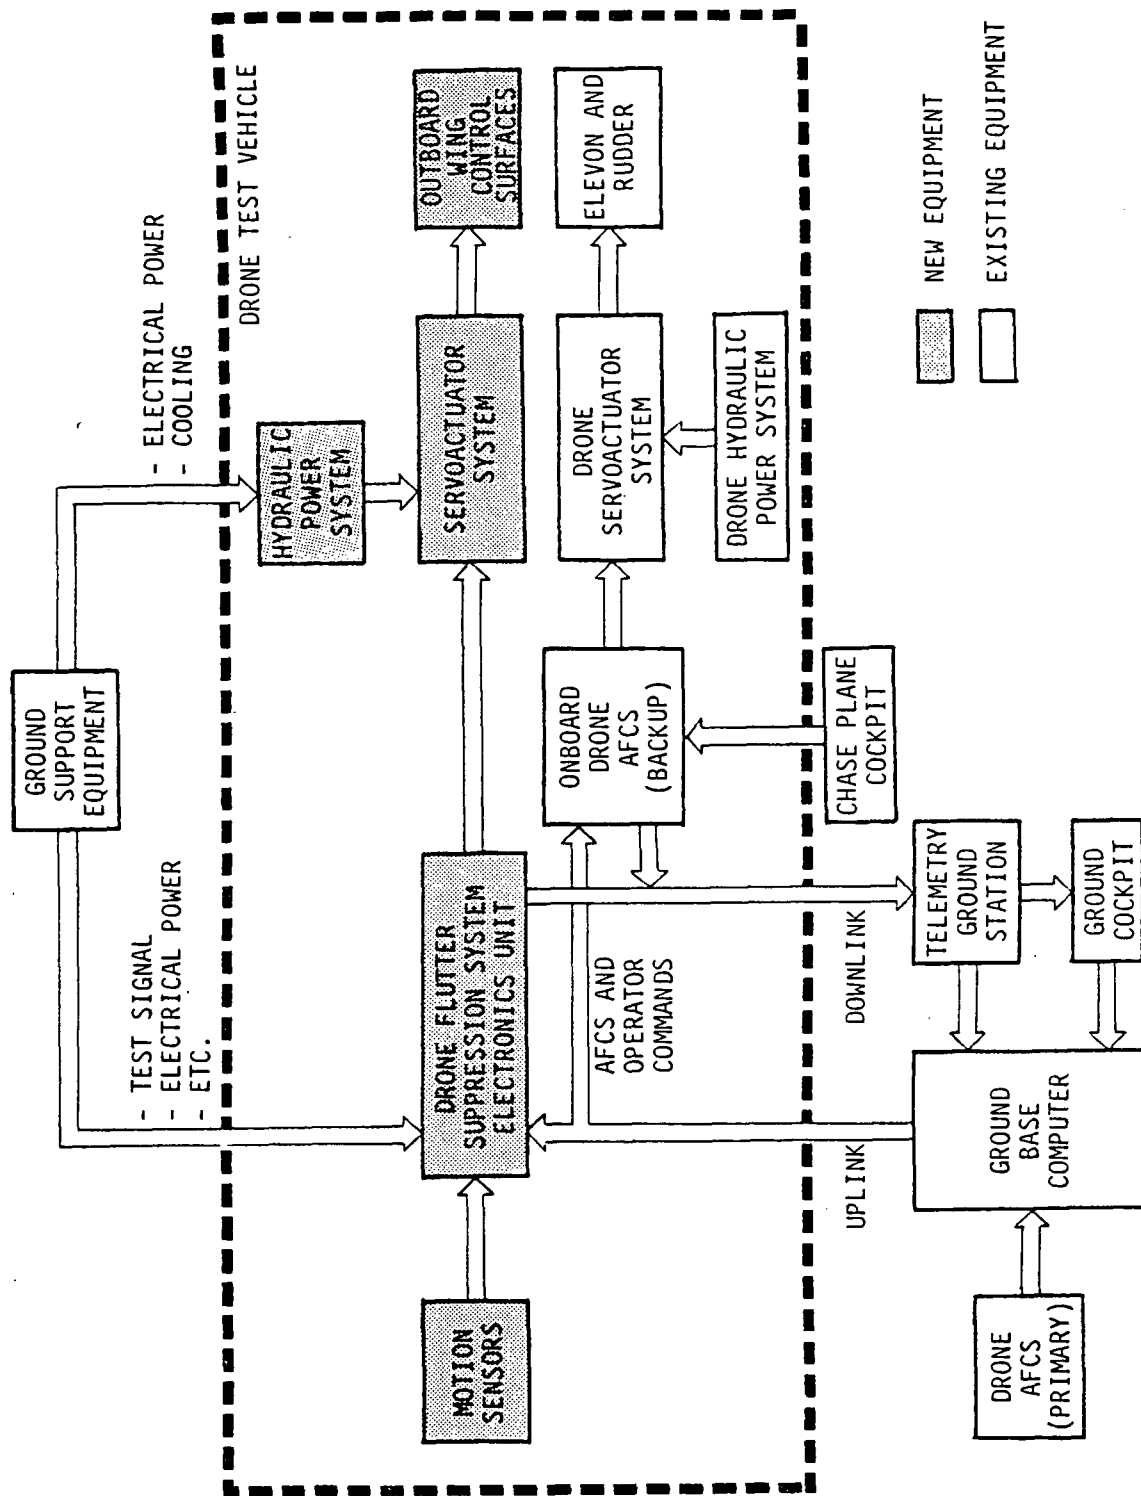 GROUND
SUPPORT
EQUIPMENT
- TEST SIGNAL
- ELECTRICAL POWER
- ETC.
- ELECTRICAL POWER
- COOLING
DRONE TEST VEHICLE
HYDRAULIC
POWER
SYSTEM
MOTION
SENSORS
DRONE FLUTTER
SUPPRESSION SYSTEM
ELECTRONICS UNIT
SERVOACTUATOR
SYSTEM
OUTBOARD
WING
CONTROL
SURFACES
AFCS AND
OPERATOR
COMMANDS
ONBOARD
DRONE
AFCS
(BACKUP)
DRONE
SERVOACTUATOR
SYSTEM
ELEVON AND
RUDDER
DRONE HYDRAULIC
POWER SYSTEM
UPLINK
DOWNLINK
CHASE PLANE
COCKPIT
DRONE
AFCS
(PRIMARY)
GROUND
BASE
COMPUTER
TELEMETRY
GROUND
STATION
GROUND
COCKPIT
NEW EQUIPMENT
EXISTING EQUIPMENT